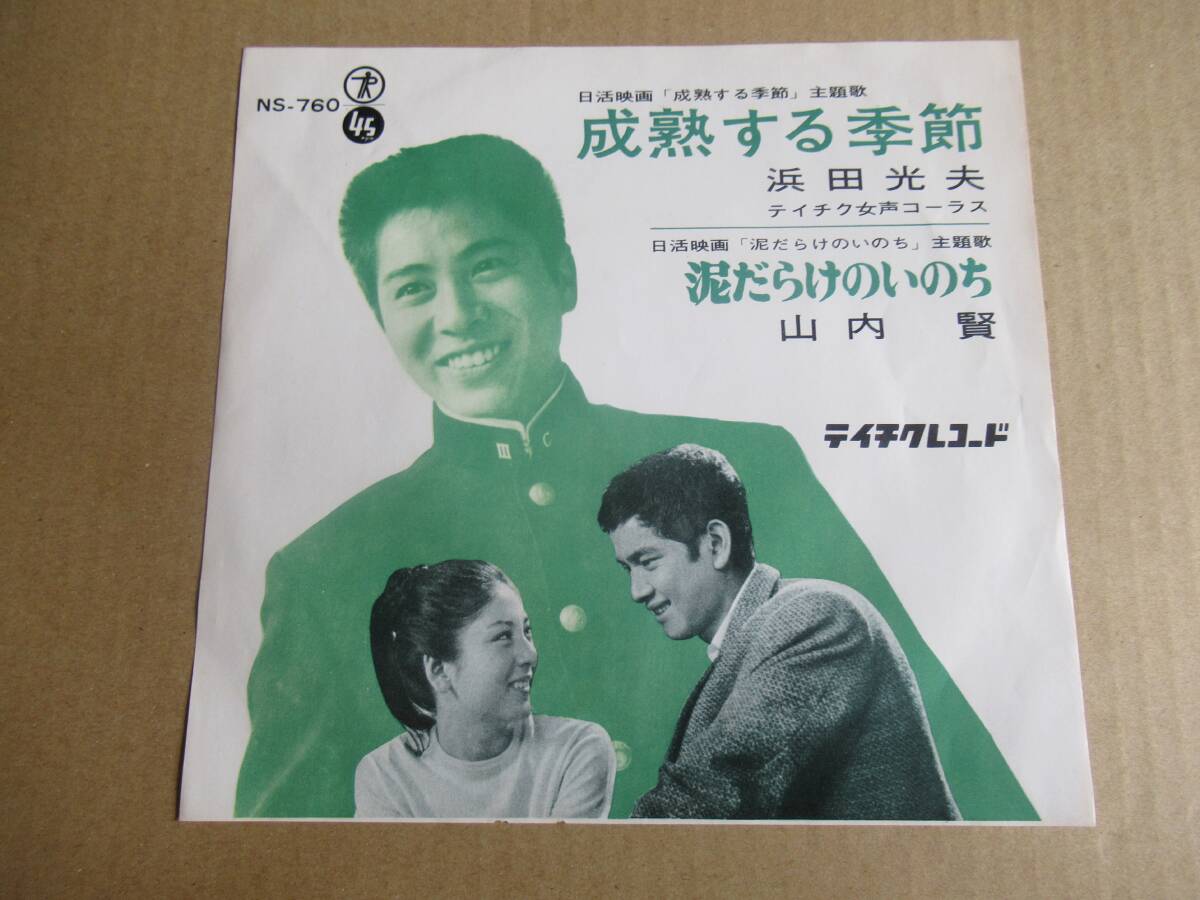 NS-760
45
日活映画「成熟する季節」主題歌
成熟する季節
浜田光夫
テイチク女声コーラス
日活映画「泥だらけのいのち」主題歌
泥だらけのいのち
山内 賢
テイチクレコード
III
C